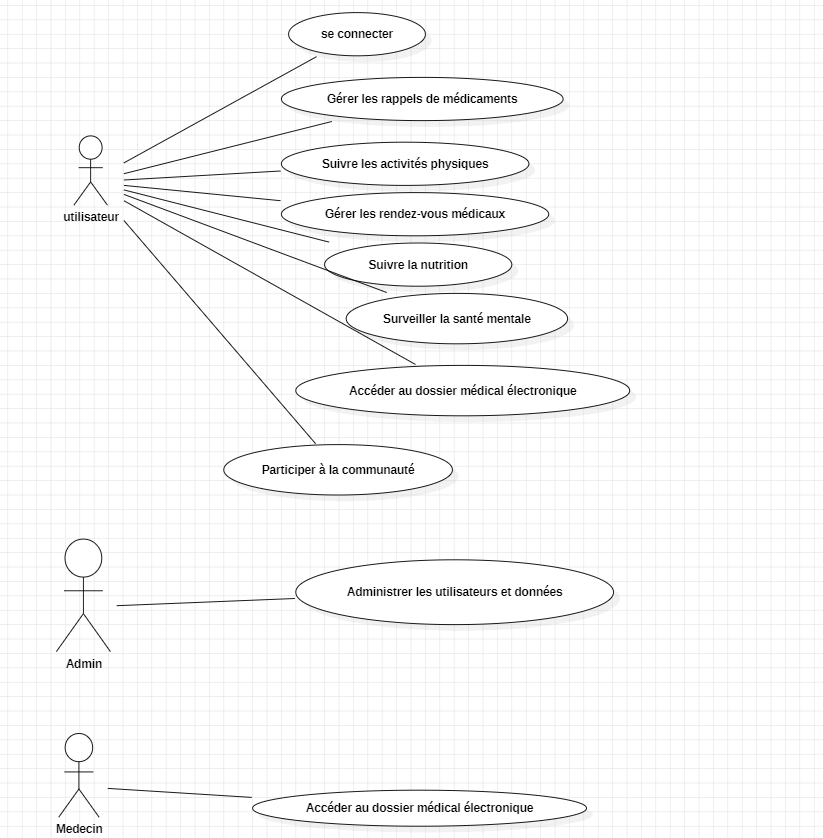 se connecter
Gérer les rappels de médicaments
Suivre les activités physiques
utilisateur
Gérer les rendez-vous médicaux
Suivre la nutrition
Surveiller la santé mentale
Accéder au dossier médical électronique
Participer à la communauté
Administrer les utilisateurs et données
Admin
Accéder au dossier médical électronique
Medecin